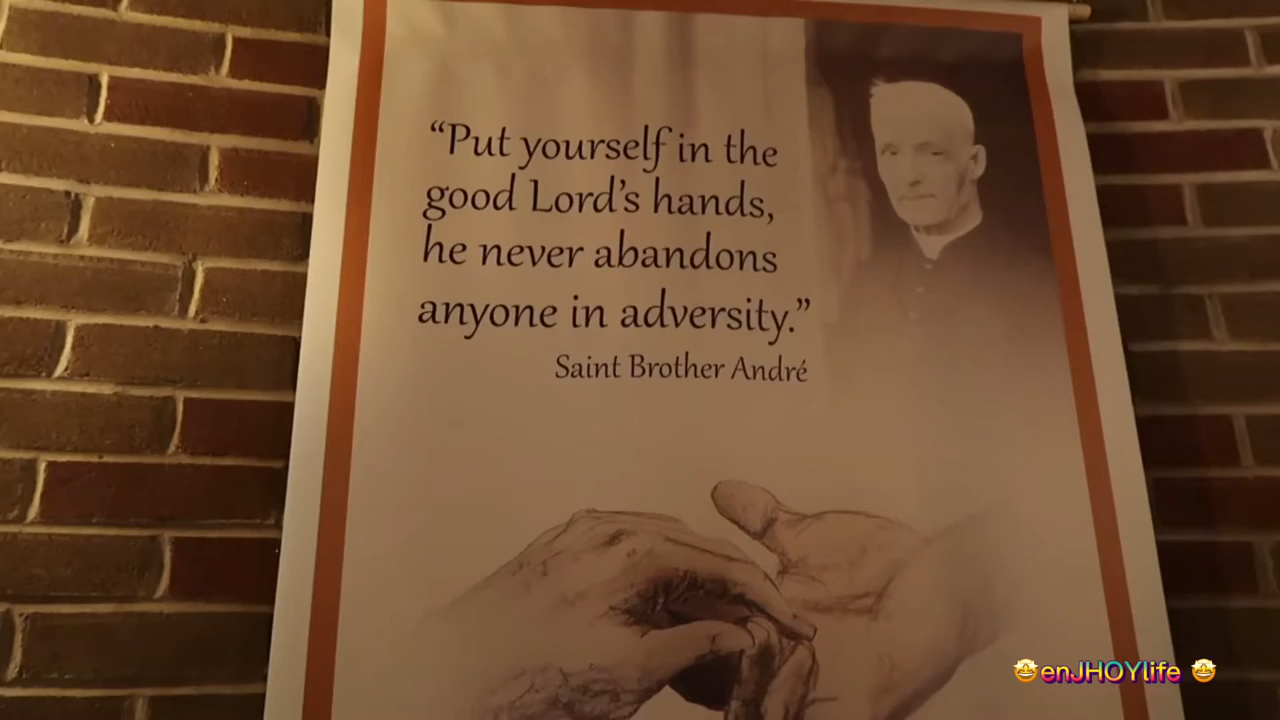 “Put yourself in the
good Lord’s hands,
he never abandons
anyone in adversity.”
Saint Brother André
🤩enJHOYlife 🤩